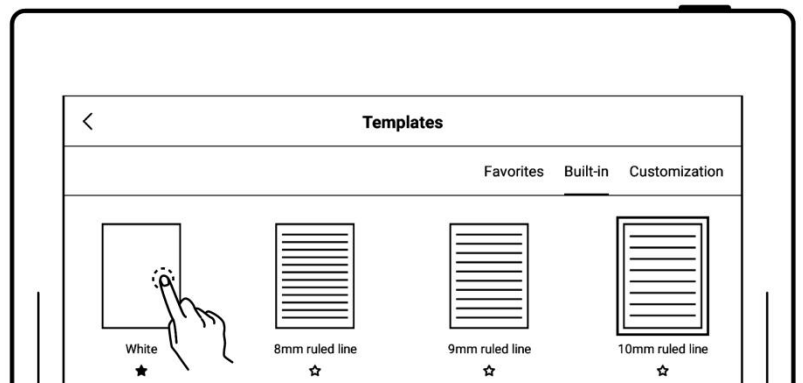 Templates
Favorites Built-in Customization
White 8mm ruled line 9mm ruled line 10mm ruled line